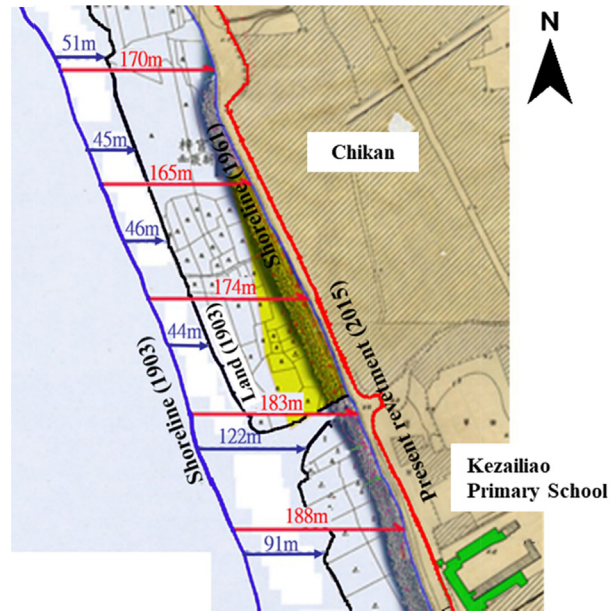 N
51m
170m
Chikan
45m
165m
Shoreline (1961)
46m
174m
Land (1903)
44m
Present revetment (2015)
Shoreline (1903)
183m
122m
Kezailiao
Primary School
188m
91m